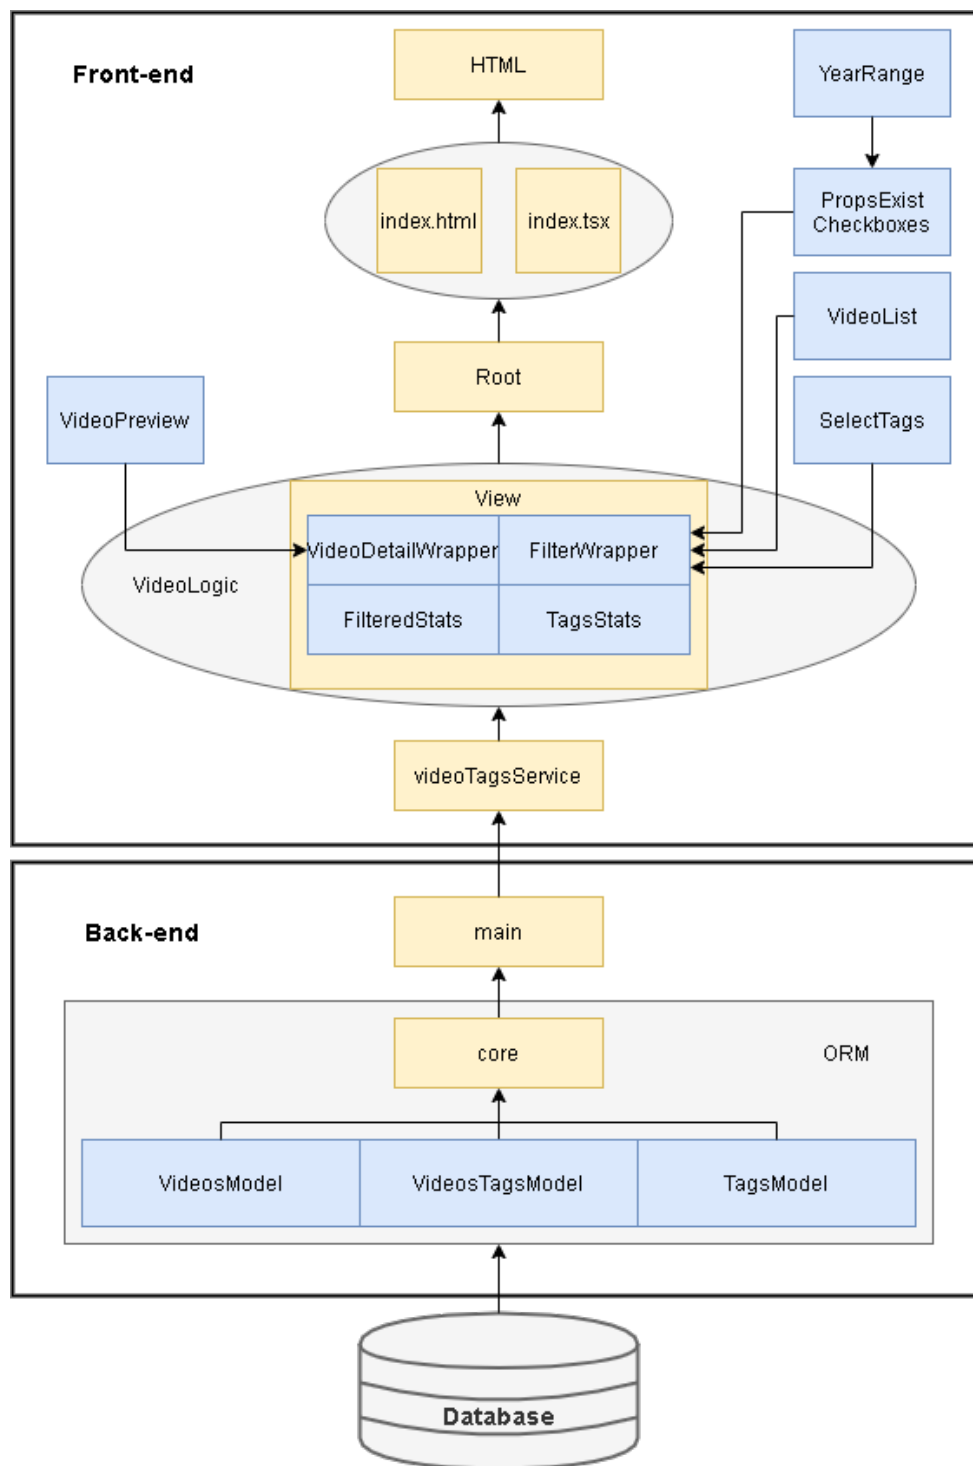 Front-end
HTML
YearRange
index.html
index.tsx
PropsExist
Checkboxes
VideoList
Root
VideoPreview
SelectTags
View
VideoDetailWrapper
FilterWrapper
VideoLogic
FilteredStats
TagsStats
videoTagsService
Back-end
main
core
ORM
VideosModel
VideosTagsModel
TagsModel
Database